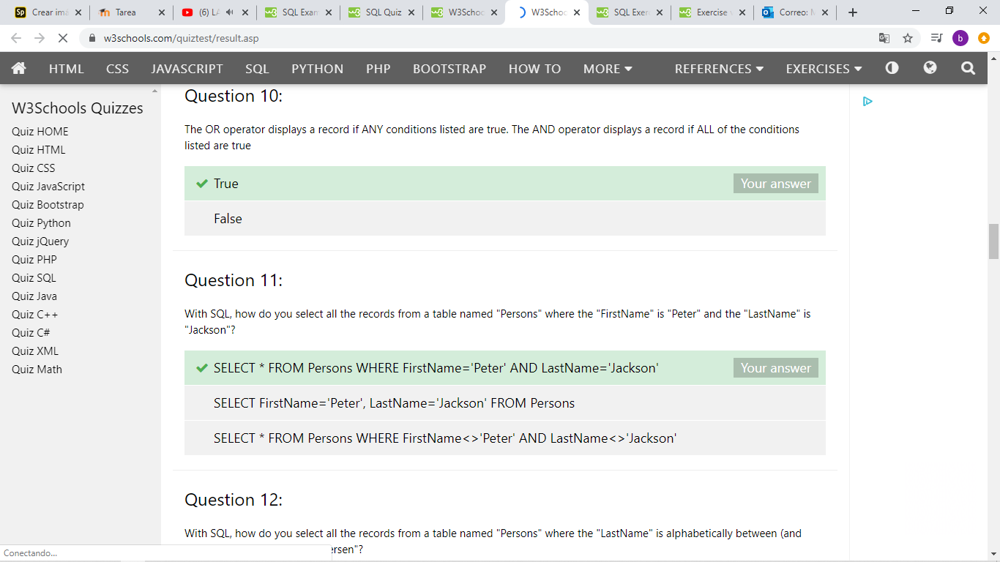 Crear imá
Tarea
(6) LA
SQL Exam
SQL Quiz
W3Schoo
W3Schoo
SQL Exer
Exercise v
Correo: M
w3schools.com/quiztest/result.asp
b
HTML CSS JAVASCRIPT SQL PYTHON PHP BOOTSTRAP HOW TO MORE REFERENCES EXERCISES
W3Schools Quizzes
Quiz HOME
Quiz HTML
Quiz CSS
Quiz JavaScript
Quiz Bootstrap
Quiz Python
Quiz jQuery
Quiz PHP
Quiz SQL
Quiz Java
Quiz C++
Quiz C#
Quiz XML
Quiz Math
Question 10:
The OR operator displays a record if ANY conditions listed are true. The AND operator displays a record if ALL of the conditions
listed are true
True Your answer
False
Question 11:
With SQL, how do you select all the records from a table named "Persons" where the "FirstName" is "Peter" and the "LastName" is
"Jackson"?
SELECT * FROM Persons WHERE FirstName='Peter' AND LastName='Jackson' Your answer
SELECT FirstName='Peter', LastName='Jackson' FROM Persons
SELECT * FROM Persons WHERE FirstName<>'Peter' AND LastName<>'Jackson'
Question 12:
With SQL, how do you select all the records from a table named "Persons" where the "LastName" is alphabetically between (and
ersen"?
Conectando...